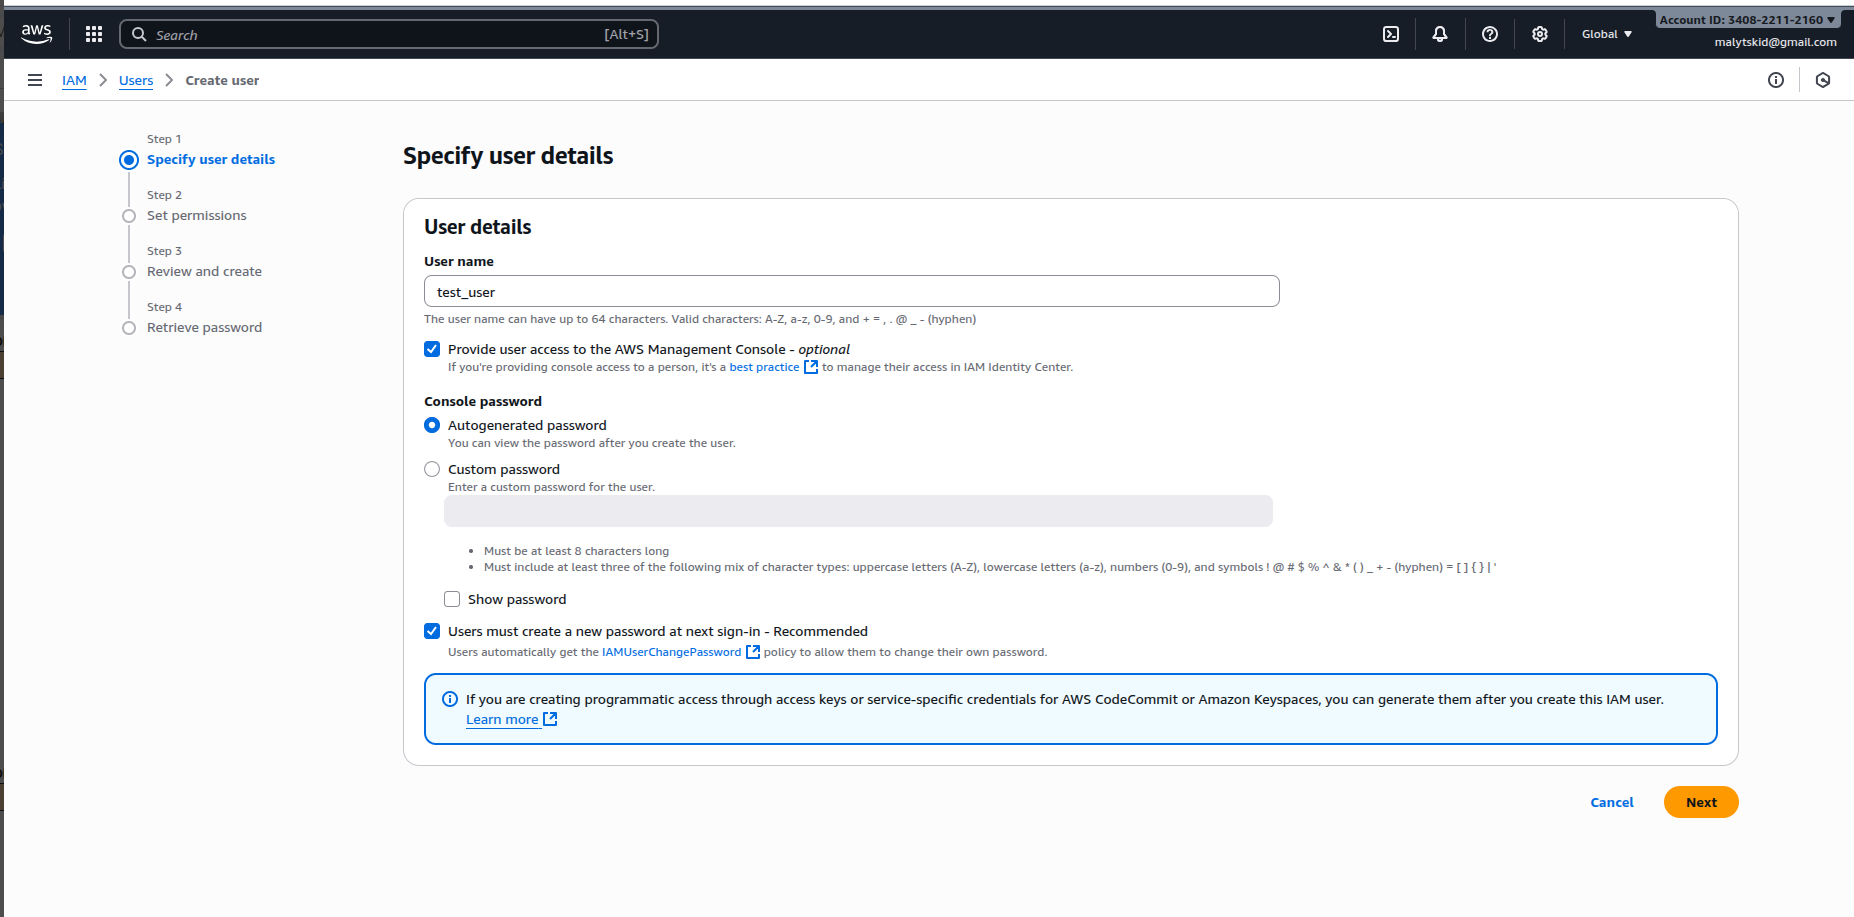 aws
Search
[Alt+S]
Global
Account ID: 3408-2211-2160
malytskid@gmail.com
IAM
Users
Create user
Step 1
Specify user details
Step 2
Set permissions
Step 3
Review and create
Step 4
Retrieve password
Specify user details
User details
User name
test_user
The user name can have up to 64 characters. Valid characters: A-Z, a-z, 0-9, and + = , . @ _ - (hyphen)
Provide user access to the AWS Management Console - optional
If you're providing console access to a person, it's a best practice to manage their access in IAM Identity Center.
Console password
Autogenerated password
You can view the password after you create the user.
Custom password
Enter a custom password for the user.
• Must be at least 8 characters long
• Must include at least three of the following mix of character types: uppercase letters (A-Z), lowercase letters (a-z), numbers (0-9), and symbols ! @ # $ % ^ & * ( ) _ + - (hyphen) = [ ] { } | '
Show password
Users must create a new password at next sign-in - Recommended
Users automatically get the IAMUserChangePassword policy to allow them to change their own password.
If you are creating programmatic access through access keys or service-specific credentials for AWS CodeCommit or Amazon Keyspaces, you can generate them after you create this IAM user.
Learn more
Cancel
Next